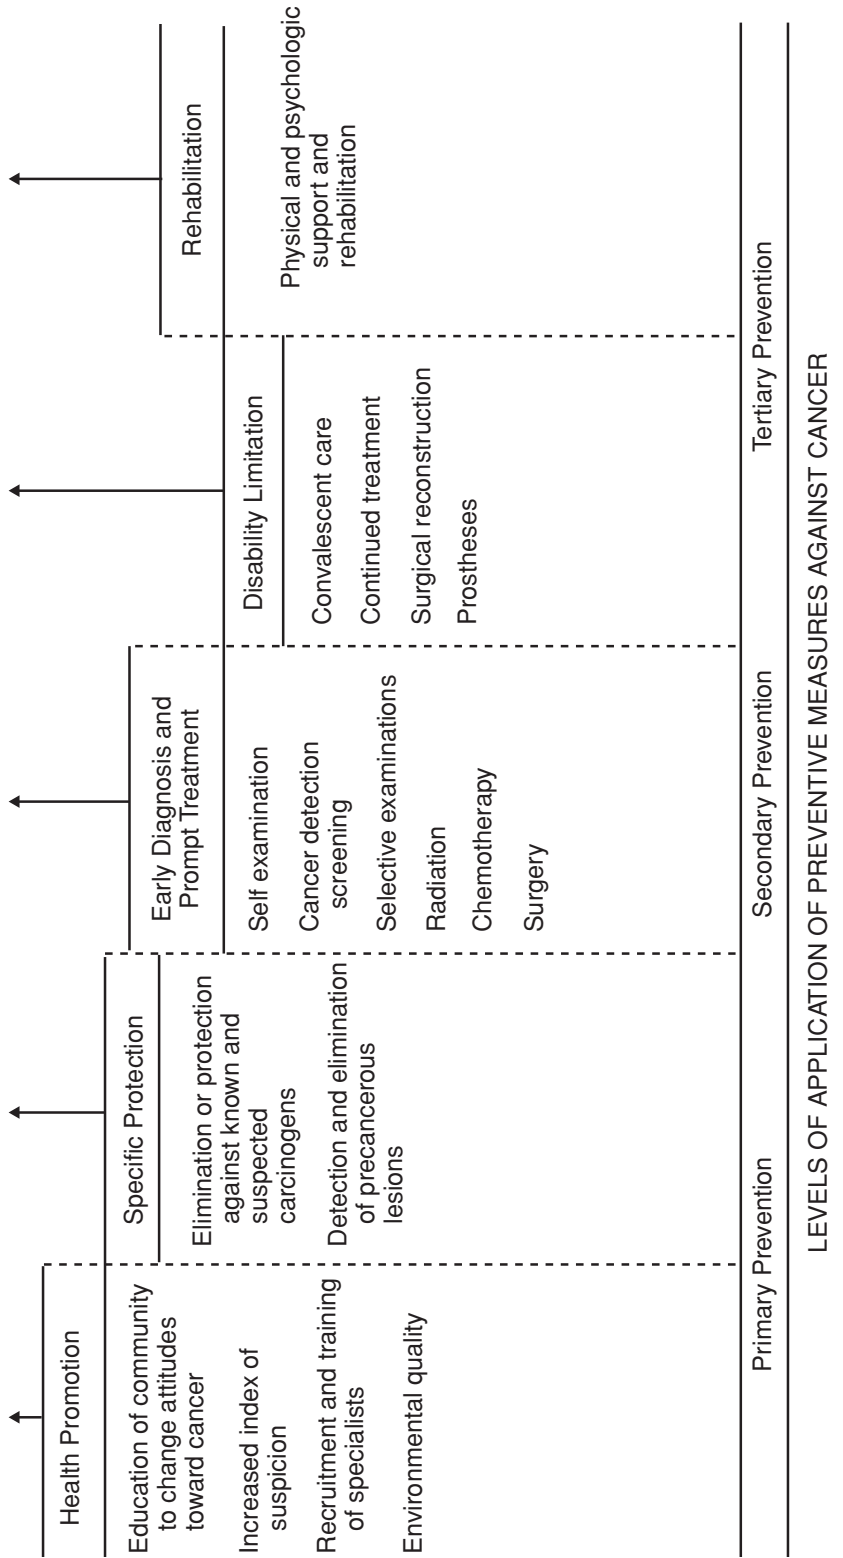 Health Promotion
Education of community
to change attitudes
toward cancer
Increased index of
suspicion
Recruitment and training
of specialists
Environmental quality
Specific Protection
Elimination or protection
against known and
suspected
carcinogens
Detection and elimination
of precancerous
lesions
Early Diagnosis and
Prompt Treatment
Self examination
Cancer detection
screening
Selective examinations
Radiation
Chemotherapy
Surgery
Disability Limitation
Convalescent care
Continued treatment
Surgical reconstruction
Prostheses
Rehabilitation
Physical and psychologic
support and
rehabilitation
Primary Prevention
Secondary Prevention
Tertiary Prevention
LEVELS OF APPLICATION OF PREVENTIVE MEASURES AGAINST CANCER